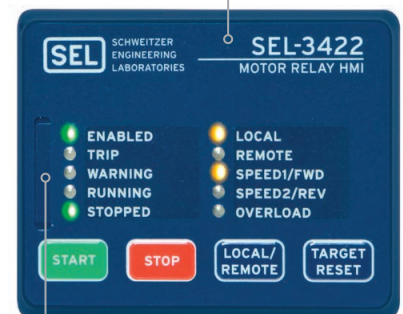 SEL
SCHWEITZER
ENGINEERING
LABORATORIES
SEL-3422
MOTOR RELAY HMI
ENABLED
TRIP
WARNING
RUNNING
STOPPED
LOCAL
REMOTE
SPEED1/FWD
SPEED2/REV
OVERLOAD
START
STOP
LOCAL/
REMOTE
TARGET
RESET